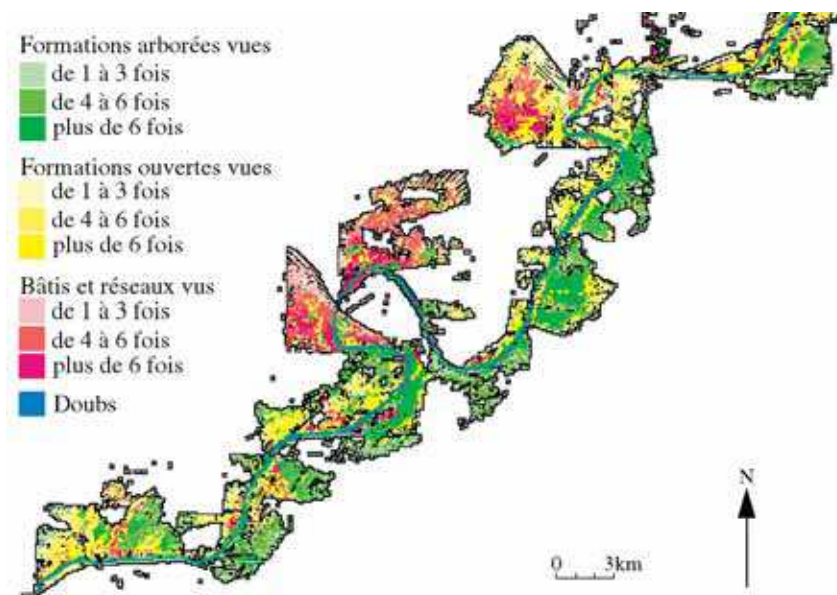 Formations arborées vues
de 1 à 3 fois
de 4 à 6 fois
plus de 6 fois
Formations ouvertes vues
de 1 à 3 fois
de 4 à 6 fois
plus de 6 fois
Bâtis et réseaux vus
de 1 à 3 fois
de 4 à 6 fois
plus de 6 fois
Doubs
N
0 3km